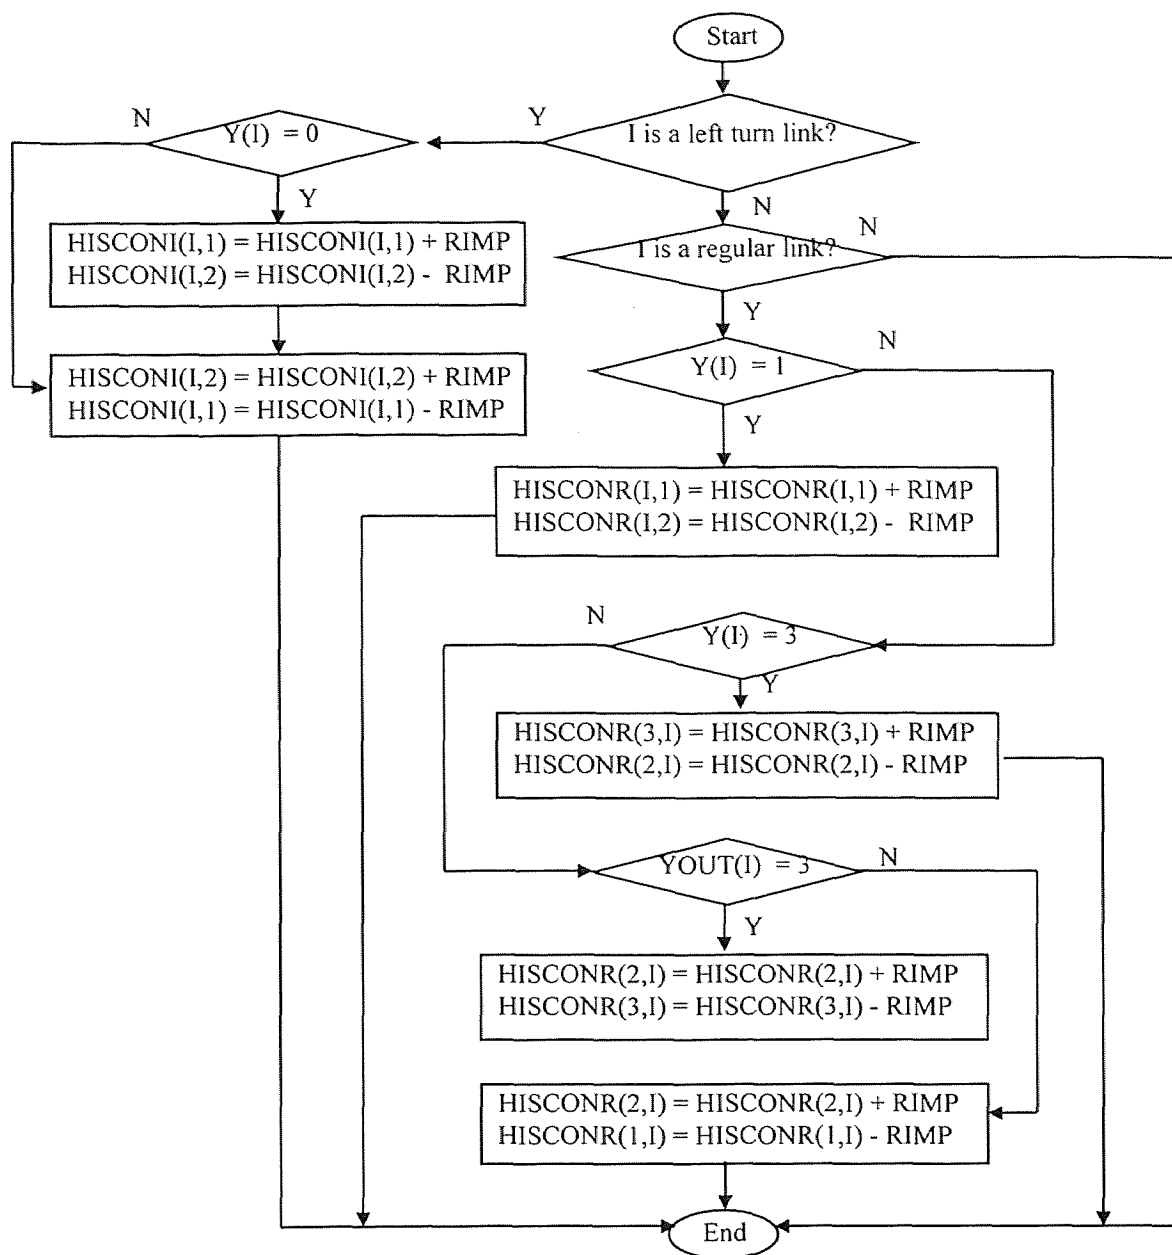 Start
I is a left turn link?
Y
N
Y(I) = 0
N
Y
HISCONI(I,1) = HISCONI(I,1) + RIMP
HISCONI(I,2) = HISCONI(I,2) - RIMP
HISCONI(I,2) = HISCONI(I,2) + RIMP
HISCONI(I,1) = HISCONI(I,1) - RIMP
I is a regular link?
N
Y
Y(I) = 1
N
Y
HISCONR(I,1) = HISCONR(I,1) + RIMP
HISCONR(I,2) = HISCONR(I,2) - RIMP
Y(I) = 3
N
Y
HISCONR(3,I) = HISCONR(3,I) + RIMP
HISCONR(2,I) = HISCONR(2,I) - RIMP
YOUT(I) = 3
N
Y
HISCONR(2,I) = HISCONR(2,I) + RIMP
HISCONR(3,I) = HISCONR(3,I) - RIMP
HISCONR(2,I) = HISCONR(2,I) + RIMP
HISCONR(1,I) = HISCONR(1,I) - RIMP
End